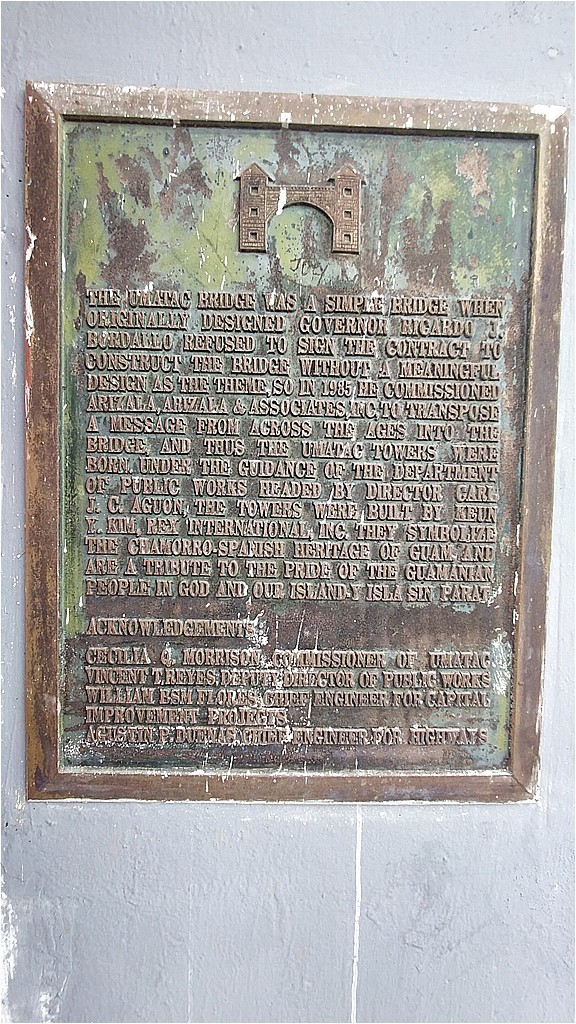 JOEY
THE UMATAC BRIDGE WAS A SIMPLE BRIDGE WHEN
ORIGINALLY DESIGNED. GOVERNOR RICARDO J.
BORDALLO REFUSED TO SIGN THE CONTRACT TO
CONSTRUCT THE BRIDGE WITHOUT A MEANINGFUL
DESIGN AS THE THEME, SO IN 1985 HE COMMISSIONED
ARIZALA, ARIZALA & ASSOCIATES, INC. TO TRANSPOSE
A MESSAGE FROM ACROSS THE AGES INTO THE
BRIDGE, AND THUS THE UMATAC TOWERS WERE
BORN. UNDER THE GUIDANCE OF THE DEPARTMENT
OF PUBLIC WORKS HEADED BY DIRECTOR CARL
J. C. AGUON, THE TOWERS WERE BUILT BY KEUN
Y. KIM, REX INTERNATIONAL, INC. THEY SYMBOLIZE
THE CHAMORRO-SPANISH HERITAGE OF GUAM AND
ARE A TRIBUTE TO THE PRIDE OF THE GUAMANIAN
PEOPLE IN GOD AND OUR ISLAND-Y ISLA SIN PARAT.
ACKNOWLEDGEMENTS:
CECILIA Q. MORRISON, COMMISSIONER OF UMATAC
VINCENT T. REYES, DEPUTY DIRECTOR OF PUBLIC WORKS
WILLIAM BSM FLORES, CHIEF ENGINEER FOR CAPITAL
IMPROVEMENT PROJECTS
AGUSTIN P. DUENAS, CHIEF ENGINEER FOR HIGHWAYS